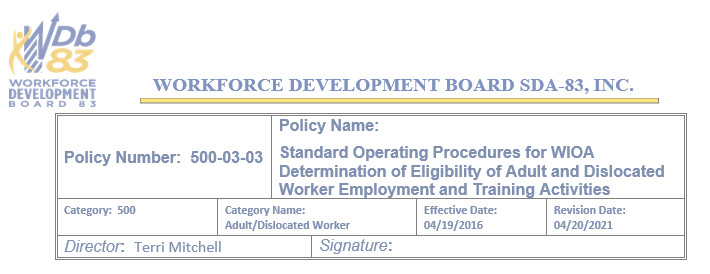 WDb
83
WORKFORCE
DEVELOPMENT
BOARD 83
WORKFORCE DEVELOPMENT BOARD SDA-83, INC.
Policy Number: 500-03-03
Policy Name:
Standard Operating Procedures for WIOA
Determination of Eligibility of Adult and Dislocated
Worker Employment and Training Activities
Category: 500
Category Name:
Adult/Dislocated Worker
Effective Date:
04/19/2016
Revision Date:
04/20/2021
Director: Terri Mitchell
Signature: